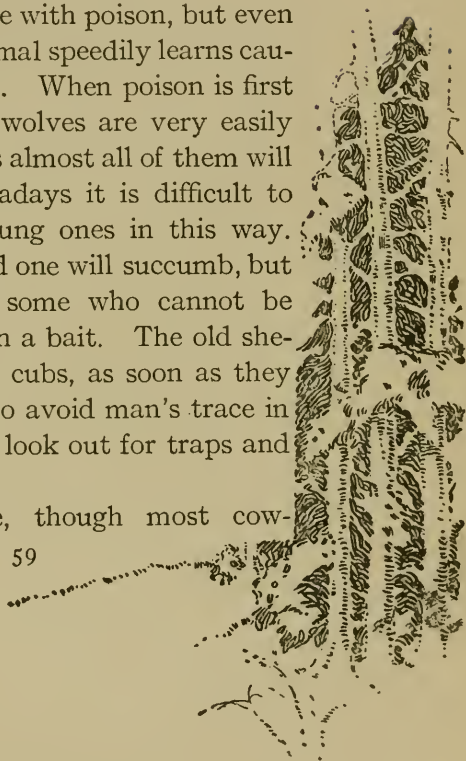 e with poison, but even
mal speedily learns cau-
. When poison is first
wolves are very easily
s almost all of them will
adays it is difficult to
ung ones in this way.
d one will succumb, but
some who cannot be
n a bait. The old she-
cubs, as soon as they
o avoid man's trace in
look out for traps and
e, though most cow-
59